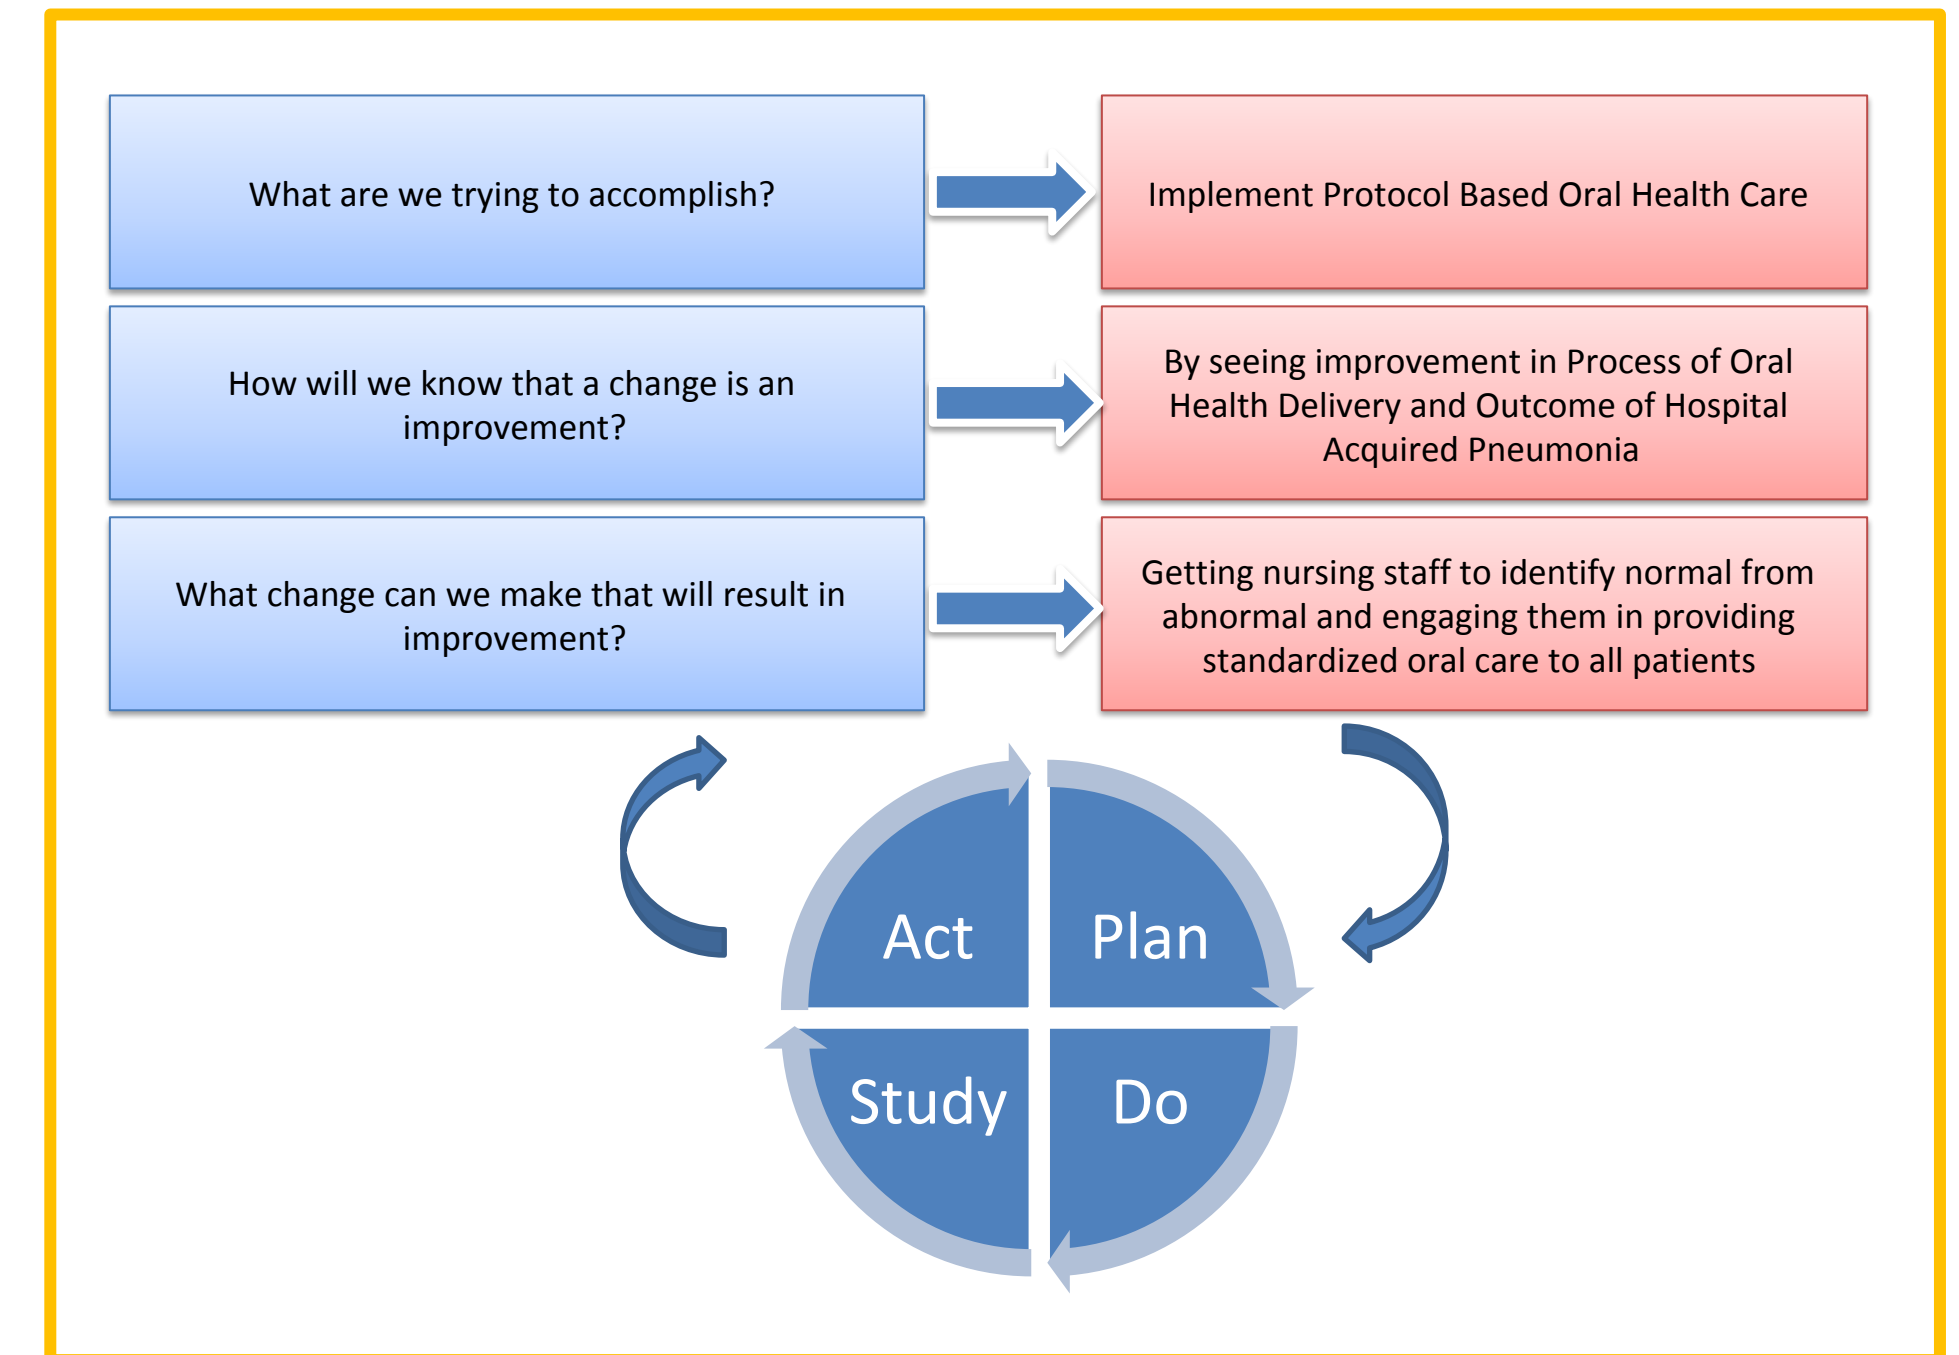 What are we trying to accomplish?
Implement Protocol Based Oral Health Care
How will we know that a change is an
improvement?
By seeing improvement in Process of Oral
Health Delivery and Outcome of Hospital
Acquired Pneumonia
What change can we make that will result in
improvement?
Getting nursing staff to identify normal from
abnormal and engaging them in providing
standardized oral care to all patients
Act
Plan
Study
Do